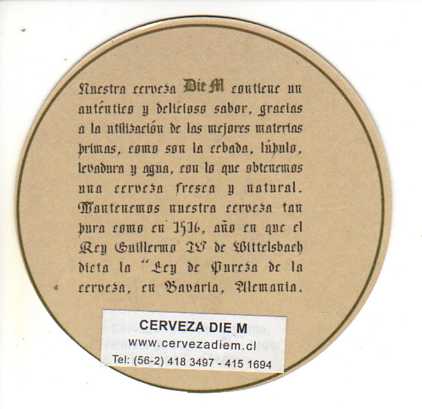 Nuestra cerveza Die M contiene un
auténtico y delicioso sabor, gracias
a la utilización de las mejores materias
primas, como son la cebada, lúpulo,
levadura y agua, con lo que obtenemos
una cerveza fresca y natural.
Mantenemos nuestra cerveza tan
pura como en 1516, año en que el
Rey Guillermo IV de Wittelsbach
dicta la "Ley de Pureza de la
cerveza, en Bavaria, Alemania.
CERVEZA DIE M
www.cervezadiem.cl
Tel: (56-2) 418 3497 - 415 1694